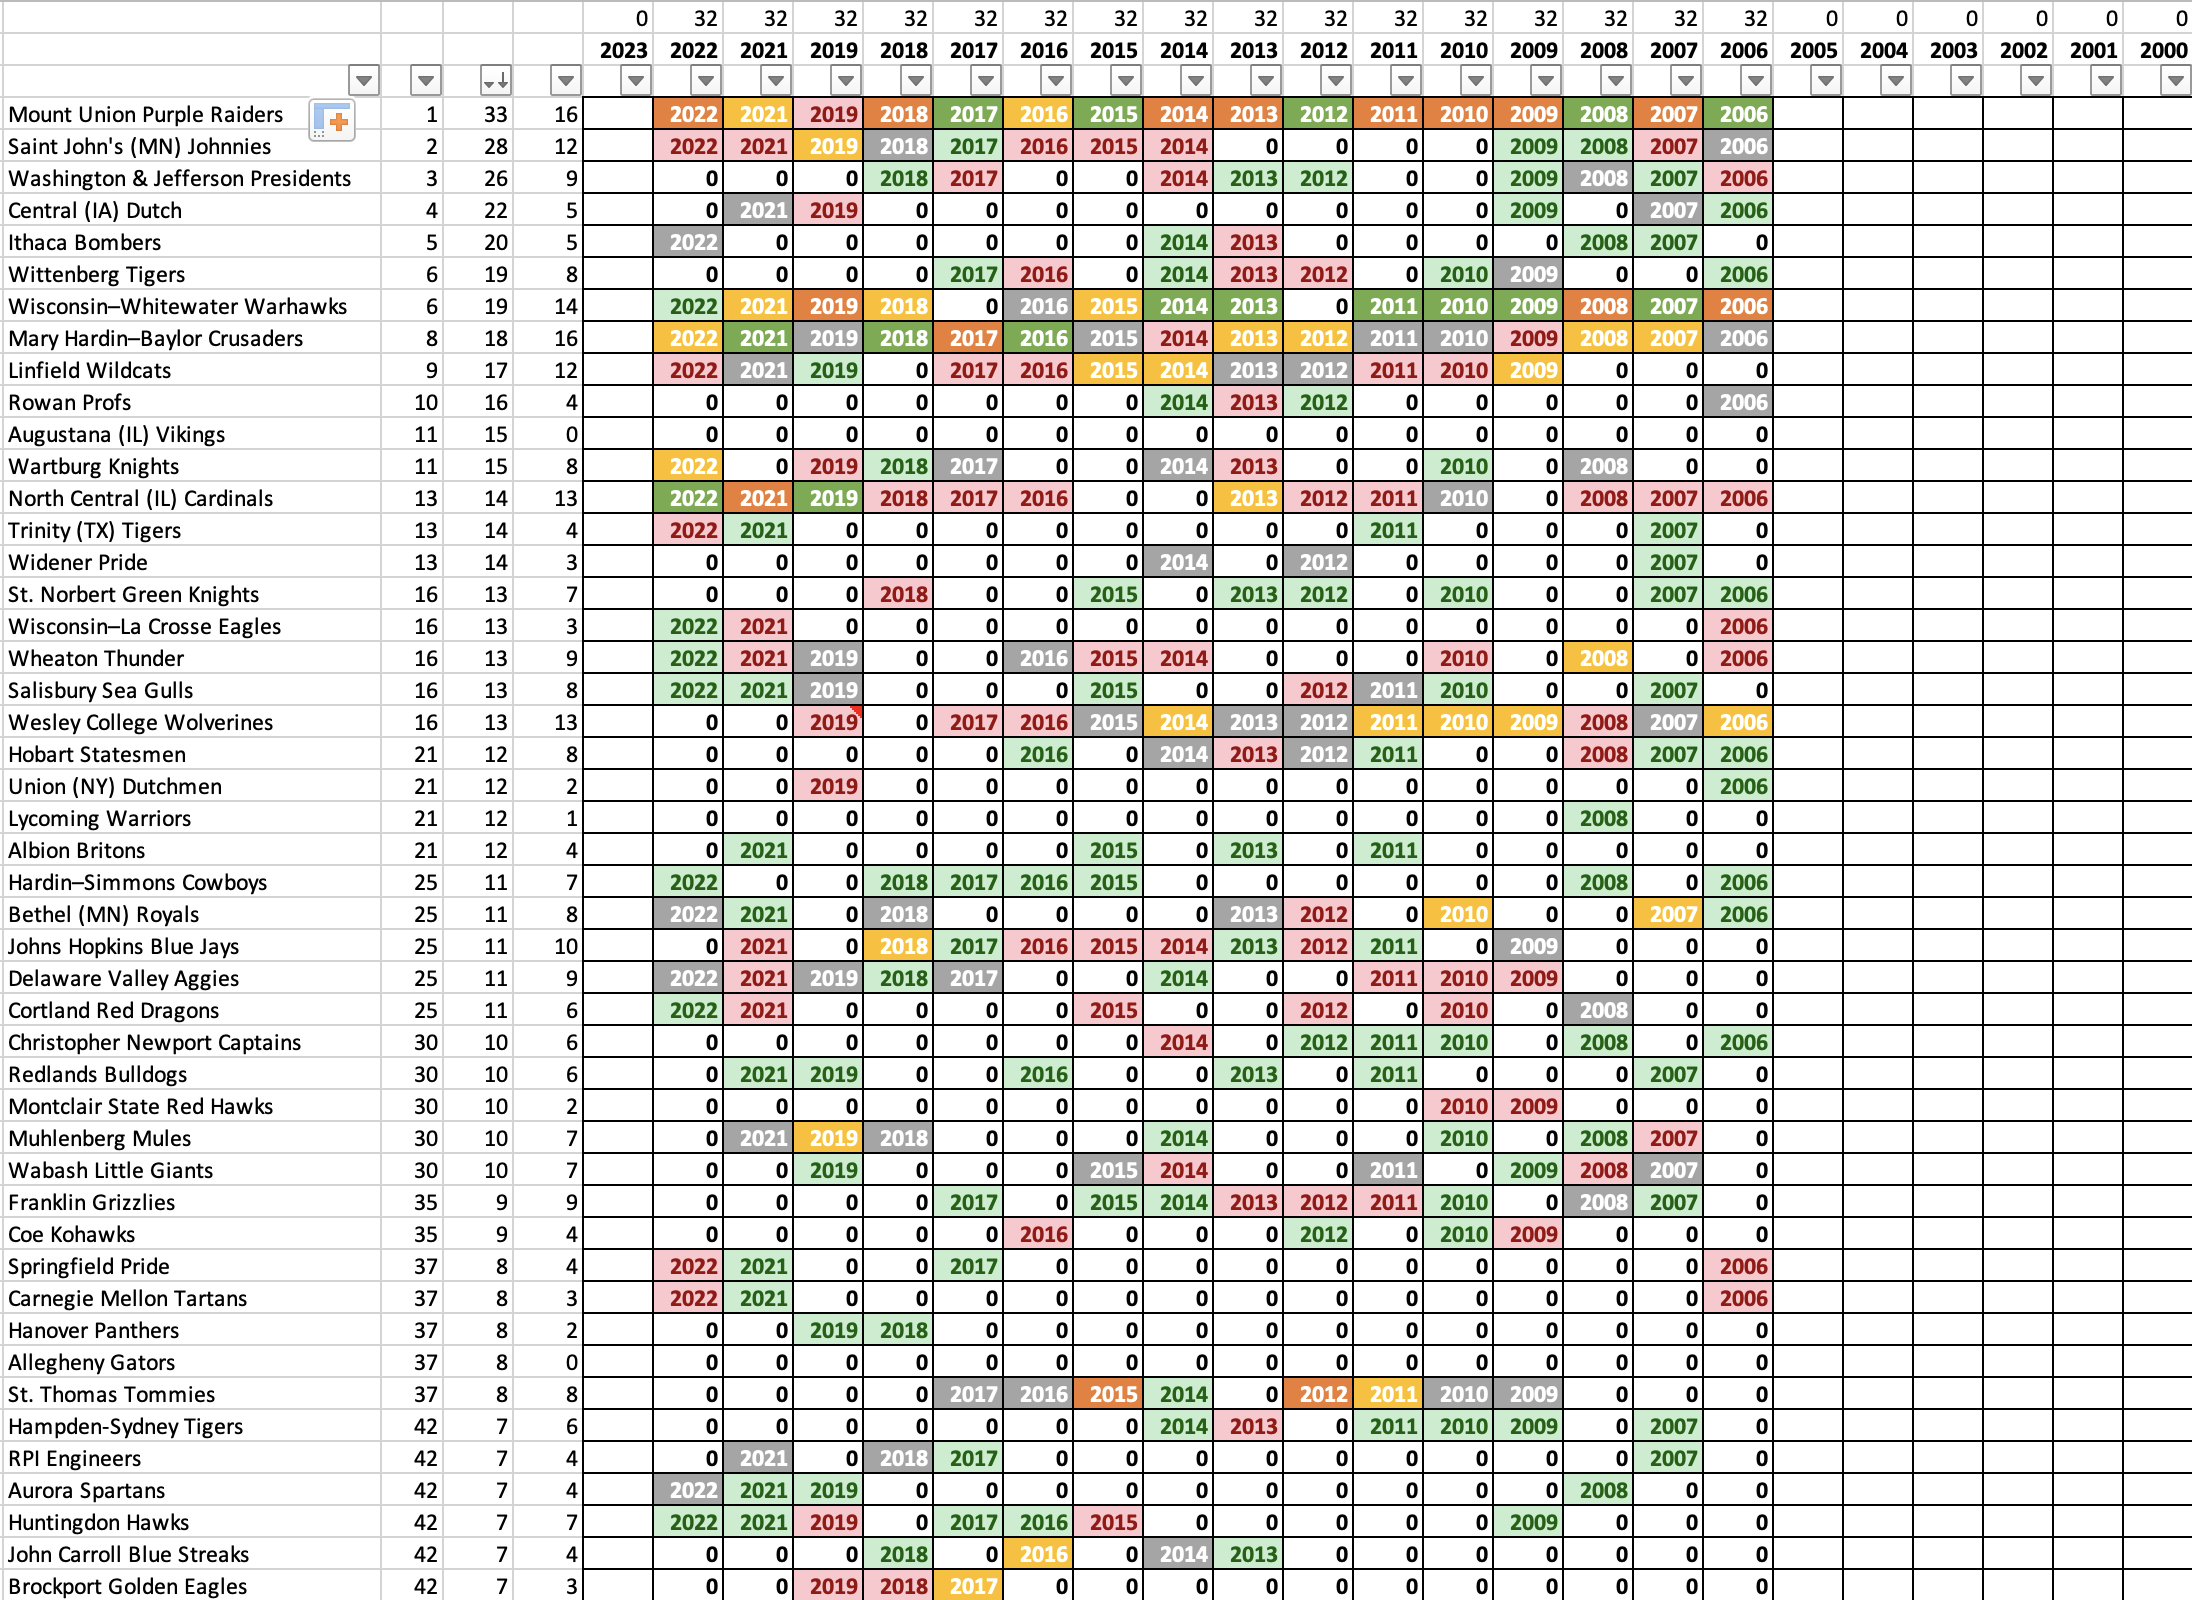 0 32 32 32 32 32 32 32 32 32 32 32 32 32 32 32 32 0 0 0 0 0 0
2023 2022 2021 2019 2018 2017 2016 2015 2014 2013 2012 2011 2010 2009 2008 2007 2006 2005 2004 2003 2002 2001 2000
Mount Union Purple Raiders 1 33 16 2022 2021 2019 2018 2017 2016 2015 2014 2013 2012 2011 2010 2009 2008 2007 2006
Saint John's (MN) Johnnies 2 28 12 2022 2021 2019 2018 2017 2016 2015 2014 0 0 0 0 2009 2008 2007 2006
Washington & Jefferson Presidents 3 26 9 0 0 0 2018 2017 0 0 2014 2013 2012 0 0 2009 2008 2007 2006
Central (IA) Dutch 4 22 5 0 2021 2019 0 0 0 0 0 0 0 0 0 2009 0 2007 2006
Ithaca Bombers 5 20 5 2022 0 0 0 0 0 0 2014 2013 0 0 0 0 2008 2007 0
Wittenberg Tigers 6 19 8 0 0 0 0 2017 2016 0 2014 2013 2012 0 2010 2009 0 0 2006
Wisconsin–Whitewater Warhawks 6 19 14 2022 2021 2019 2018 0 2016 2015 2014 2013 0 2011 2010 2009 2008 2007 2006
Mary Hardin–Baylor Crusaders 8 18 16 2022 2021 2019 2018 2017 2016 2015 2014 2013 2012 2011 2010 2009 2008 2007 2006
Linfield Wildcats 9 17 12 2022 2021 2019 0 2017 2016 2015 2014 2013 2012 2011 2010 2009 0 0 0
Rowan Profs 10 16 4 0 0 0 0 0 0 0 2014 2013 2012 0 0 0 0 0 2006
Augustana (IL) Vikings 11 15 0 0 0 0 0 0 0 0 0 0 0 0 0 0 0 0 0
Wartburg Knights 11 15 8 2022 0 2019 2018 2017 0 0 2014 2013 0 0 2010 0 2008 0 0
North Central (IL) Cardinals 13 14 13 2022 2021 2019 2018 2017 2016 0 0 2013 2012 2011 2010 0 2008 2007 2006
Trinity (TX) Tigers 13 14 4 2022 2021 0 0 0 0 0 0 0 0 2011 0 0 0 2007 0
Widener Pride 13 14 3 0 0 0 0 0 0 0 2014 0 2012 0 0 0 0 2007 0
St. Norbert Green Knights 16 13 7 0 0 0 2018 0 0 2015 0 2013 2012 0 2010 0 0 2007 2006
Wisconsin–La Crosse Eagles 16 13 3 2022 2021 0 0 0 0 0 0 0 0 0 0 0 0 0 2006
Wheaton Thunder 16 13 9 2022 2021 2019 0 0 2016 2015 2014 0 0 0 2010 0 2008 0 2006
Salisbury Sea Gulls 16 13 8 2022 2021 2019 0 0 0 2015 0 0 2012 2011 2010 0 0 2007 0
Wesley College Wolverines 16 13 13 0 0 2019 0 2017 2016 2015 2014 2013 2012 2011 2010 2009 2008 2007 2006
Hobart Statesmen 21 12 8 0 0 0 0 0 2016 0 2014 2013 2012 2011 0 0 2008 2007 2006
Union (NY) Dutchmen 21 12 2 0 0 2019 0 0 0 0 0 0 0 0 0 0 0 0 2006
Lycoming Warriors 21 12 1 0 0 0 0 0 0 0 0 0 0 0 0 0 2008 0 0
Albion Britons 21 12 4 0 2021 0 0 0 0 2015 0 2013 0 2011 0 0 0 0 0
Hardin–Simmons Cowboys 25 11 7 2022 0 0 2018 2017 2016 2015 0 0 0 0 0 0 2008 0 2006
Bethel (MN) Royals 25 11 8 2022 2021 0 2018 0 0 0 0 2013 2012 0 2010 0 0 2007 2006
Johns Hopkins Blue Jays 25 11 10 0 2021 0 2018 2017 2016 2015 2014 2013 2012 2011 0 2009 0 0 0
Delaware Valley Aggies 25 11 9 2022 2021 2019 2018 2017 0 0 2014 0 0 2011 2010 2009 0 0 0
Cortland Red Dragons 25 11 6 2022 2021 0 0 0 0 2015 0 0 2012 0 2010 0 2008 0 0
Christopher Newport Captains 30 10 6 0 0 0 0 0 0 0 2014 0 2012 2011 2010 0 2008 0 2006
Redlands Bulldogs 30 10 6 0 2021 2019 0 0 2016 0 0 2013 0 2011 0 0 0 2007 0
Montclair State Red Hawks 30 10 2 0 0 0 0 0 0 0 0 0 0 0 2010 2009 0 0 0
Muhlenberg Mules 30 10 7 0 2021 2019 2018 0 0 0 2014 0 0 0 2010 0 2008 2007 0
Wabash Little Giants 30 10 7 0 0 2019 0 0 0 2015 2014 0 0 2011 0 2009 2008 2007 0
Franklin Grizzlies 35 9 9 0 0 0 0 2017 0 2015 2014 2013 2012 2011 2010 0 2008 2007 0
Coe Kohawks 35 9 4 0 0 0 0 0 2016 0 0 0 2012 0 2010 2009 0 0 0
Springfield Pride 37 8 4 2022 2021 0 0 2017 0 0 0 0 0 0 0 0 0 0 2006
Carnegie Mellon Tartans 37 8 3 2022 2021 0 0 0 0 0 0 0 0 0 0 0 0 0 2006
Hanover Panthers 37 8 2 0 0 2019 2018 0 0 0 0 0 0 0 0 0 0 0 0
Allegheny Gators 37 8 0 0 0 0 0 0 0 0 0 0 0 0 0 0 0 0 0
St. Thomas Tommies 37 8 8 0 0 0 0 2017 2016 2015 2014 0 2012 2011 2010 2009 0 0 0
Hampden-Sydney Tigers 42 7 6 0 0 0 0 0 0 0 2014 2013 0 2011 2010 2009 0 2007 0
RPI Engineers 42 7 4 0 2021 0 2018 2017 0 0 0 0 0 0 0 0 0 2007 0
Aurora Spartans 42 7 4 2022 2021 2019 0 0 0 0 0 0 0 0 0 0 2008 0 0
Huntingdon Hawks 42 7 7 2022 2021 2019 0 2017 2016 2015 0 0 0 0 0 2009 0 0 0
John Carroll Blue Streaks 42 7 4 0 0 0 2018 0 2016 0 2014 2013 0 0 0 0 0 0 0
Brockport Golden Eagles 42 7 3 0 0 2019 2018 2017 0 0 0 0 0 0 0 0 0 0 0